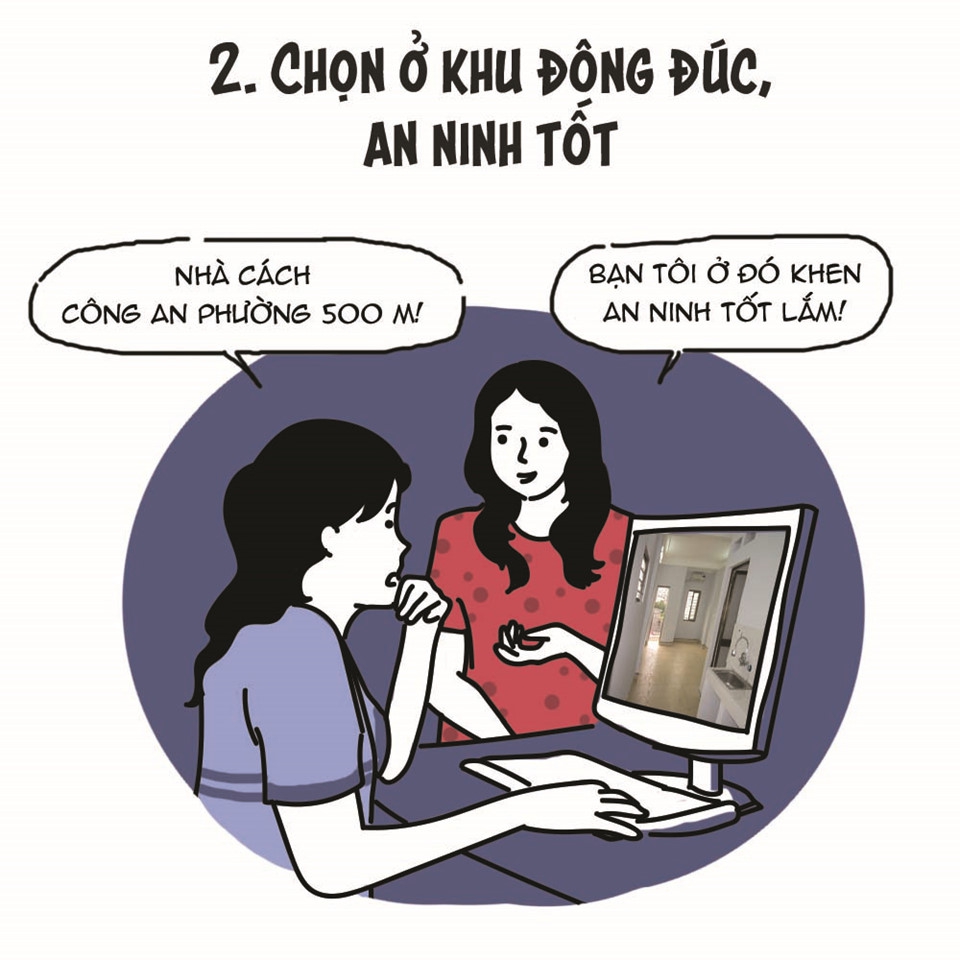 2. CHỌN Ở KHU ĐÔNG ĐÚC,
AN NINH TỐT
NHÀ CÁCH
CÔNG AN PHƯỜNG 500 M!
BẠN TÔI Ở ĐÓ KHEN
AN NINH TỐT LẮM!